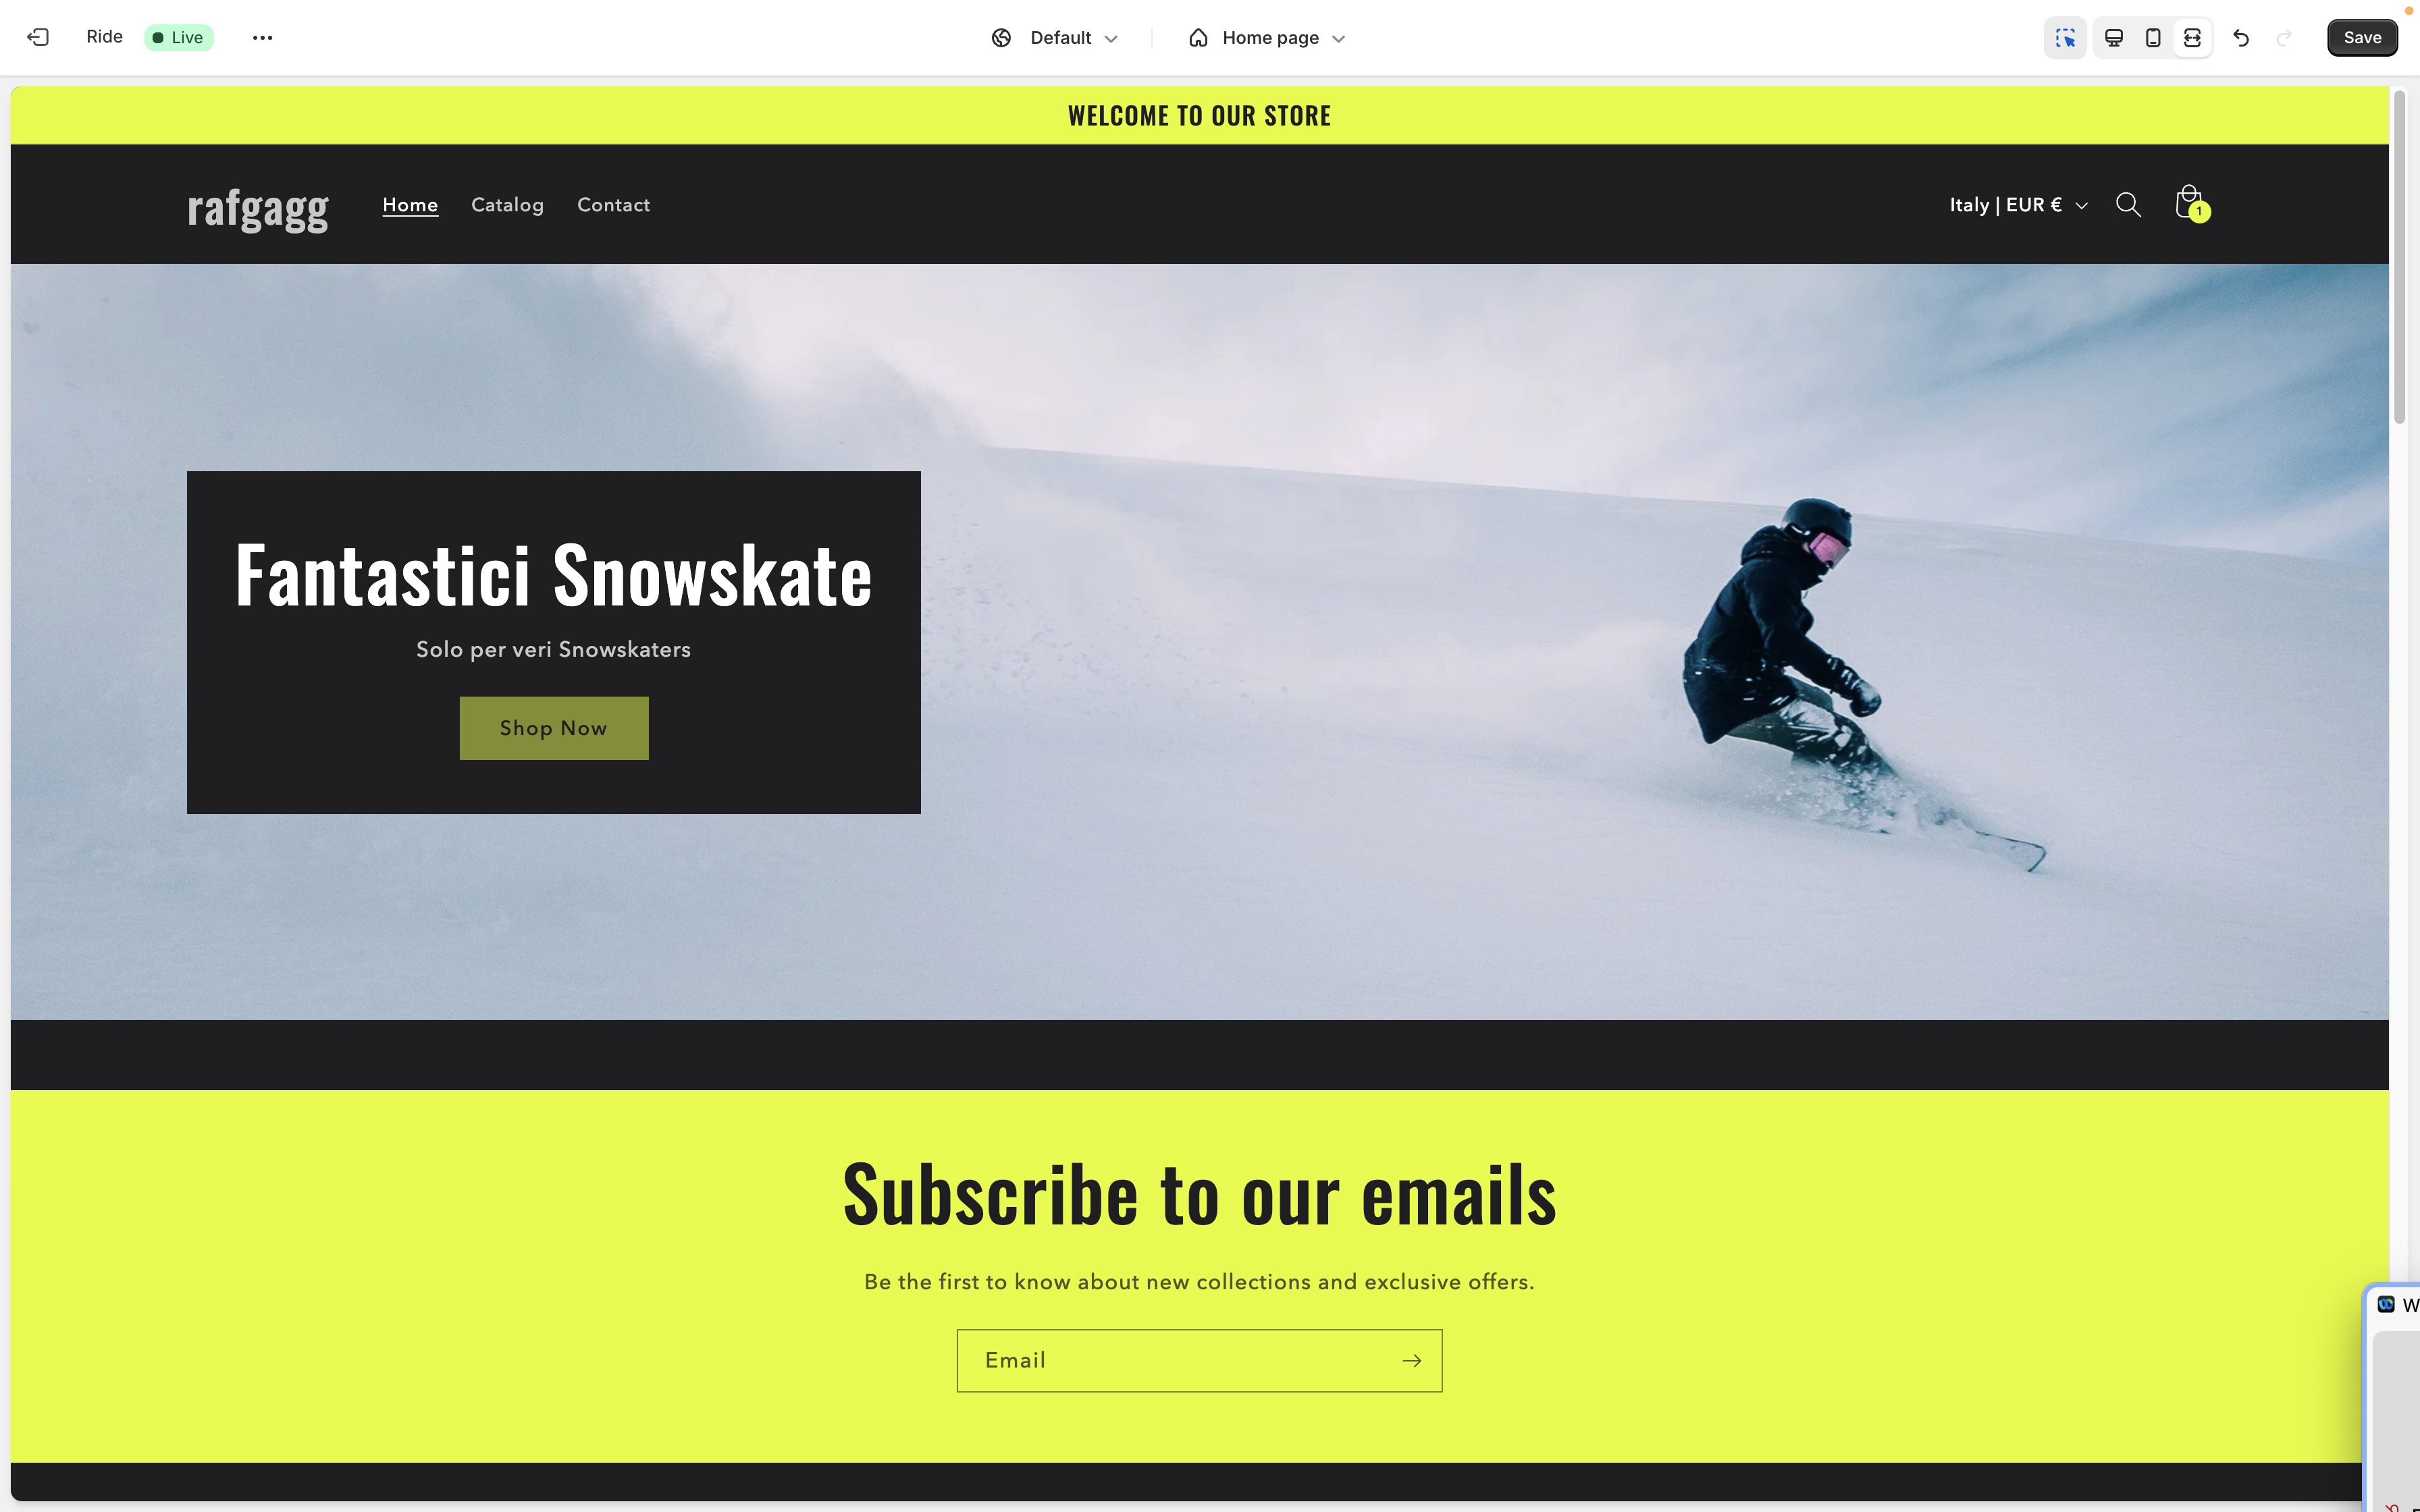 Ride
Live
Default
Home page
Save
WELCOME TO OUR STORE
rafgagg
Home
Catalog
Contact
Italy | EUR €
1
Fantastici Snowskate
Solo per veri Snowskaters
Shop Now
Subscribe to our emails
Be the first to know about new collections and exclusive offers.
Email